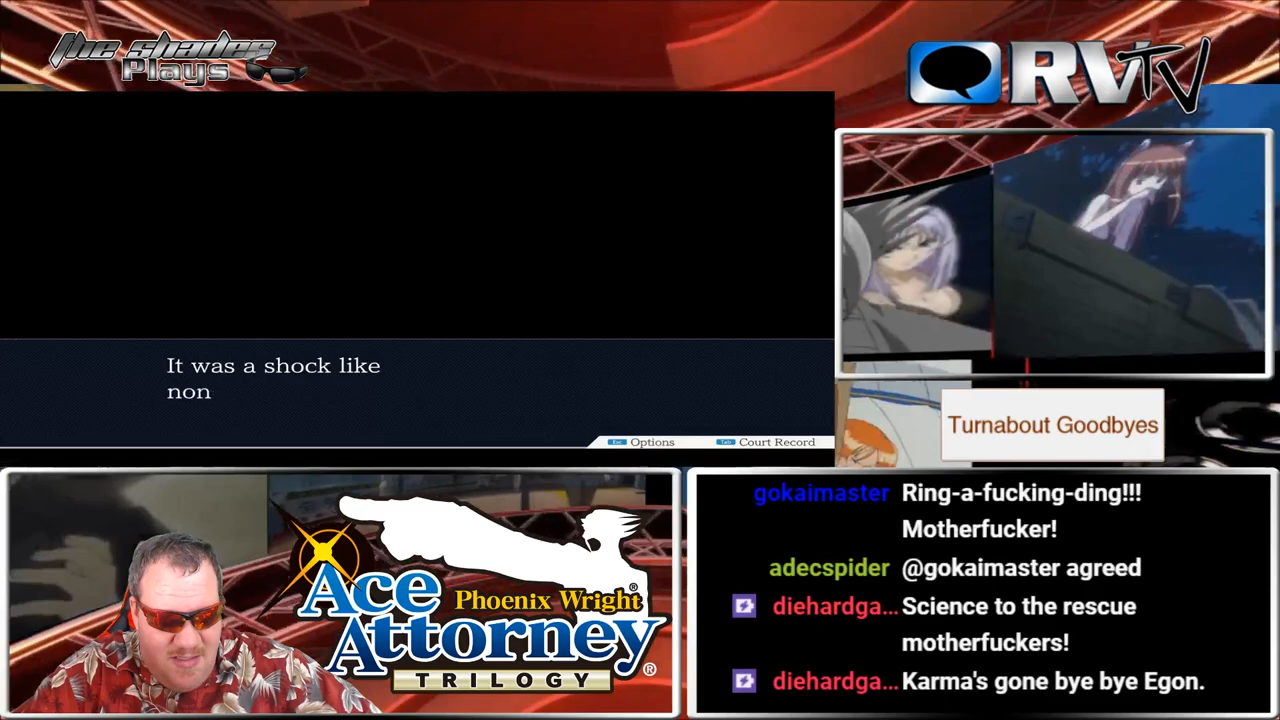 The Shades
Plays
RVTV
It was a shock like
non
Esc Options
Tab Court Record
Turnabout Goodbyes
Ace
Phoenix Wright®
Attorney®
TRILOGY
gokaimaster Ring-a-fucking-ding!!!
Motherfucker!
adecspider @gokaimaster agreed
diehardga... Science to the rescue
motherfuckers!
diehardga... Karma's gone bye bye Egon.